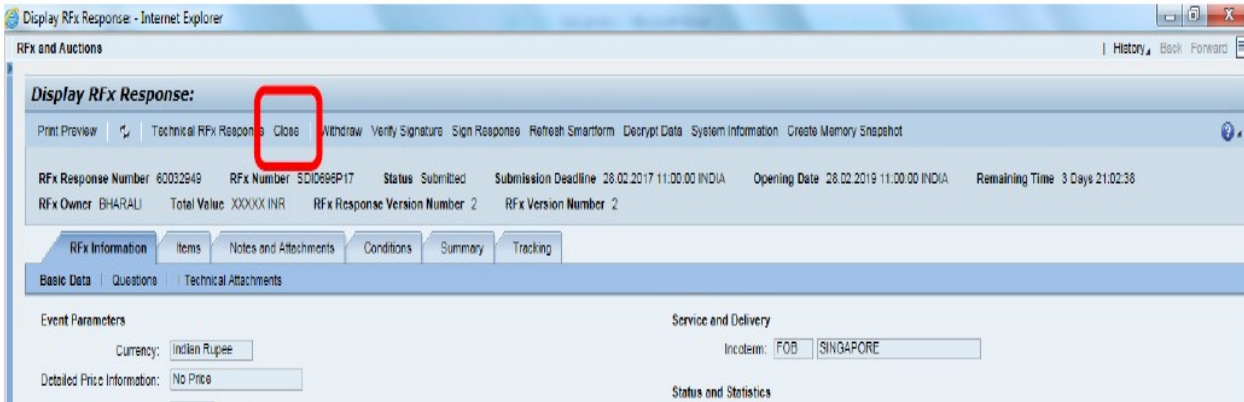 Display RFx Response: - Internet Explorer
RFx and Auctions | History Back Forward
Display RFx Response:
Print Preview | Technical RFx Response Close | Withdraw Verify Signature Sign Response Refresh Smartform Decrypt Data System Information Create Memory Snapshot
RFx Response Number 60032949 RFx Number SDI0696P17 Status Submitted Submission Deadline 28.02.2017 11:00:00 INDIA Opening Date 28.02.2019 11:00:00 INDIA Remaining Time 3 Days 21:02:38
RFx Owner BHARALI Total Value XXXXX INR RFx Response Version Number 2 RFx Version Number 2
RFx Information Items Notes and Attachments Conditions Summary Tracking
Basic Data | Questions | Technical Attachments
Event Parameters Service and Delivery
Currency: Indian Rupee Incoterm: FOB SINGAPORE
Detailed Price Information: No Price
Status and Statistics